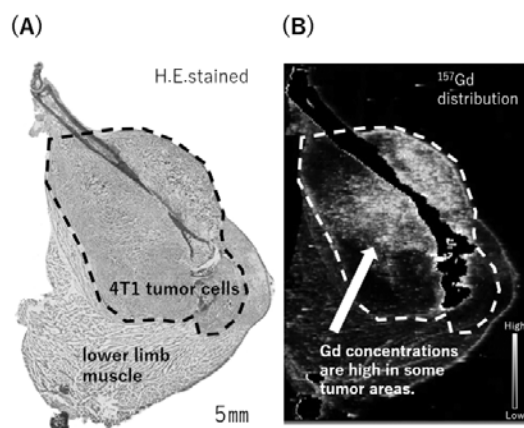 (A)
H.E.stained
4T1 tumor cells
lower limb
muscle
5mm
(B)
157Gd
distribution
Gd concentrations
are high in some
tumor areas.
High
Low